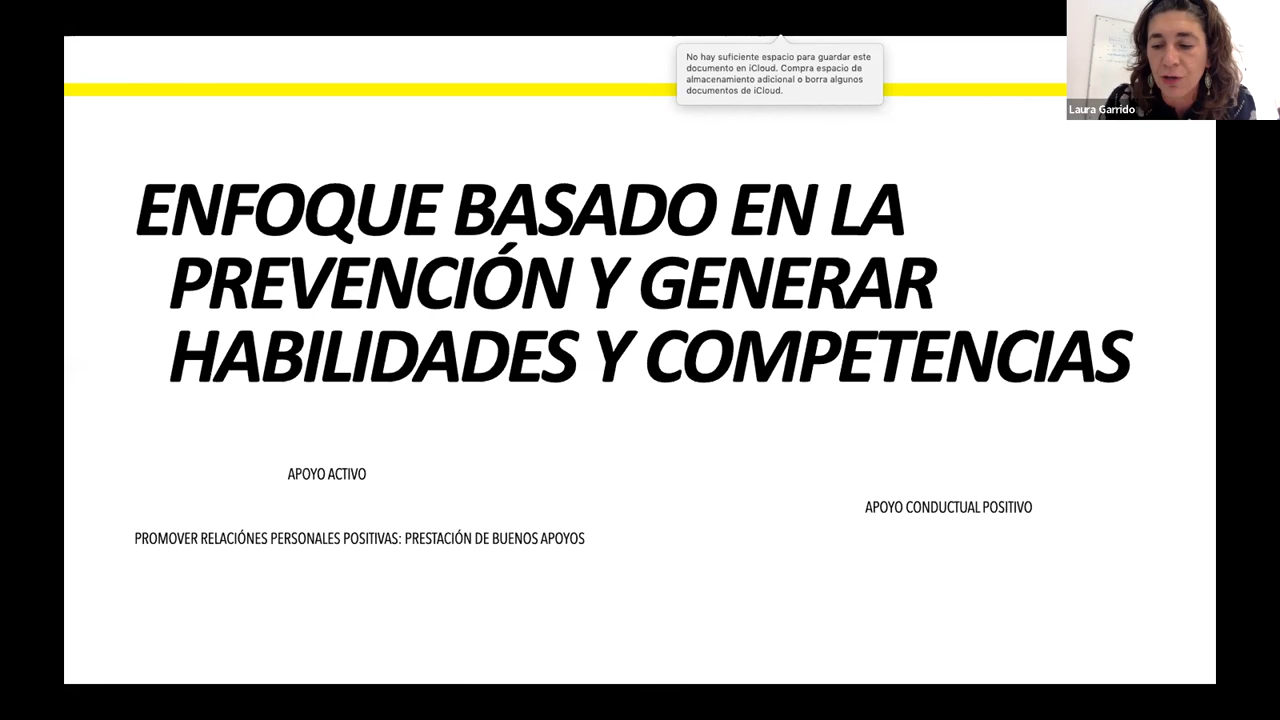 No hay suficiente espacio para guardar este
documento en iCloud. Compra espacio de
almacenamiento adicional o borra algunos
documentos de iCloud.
Laura Garrido
ENFOQUE BASADO EN LA
PREVENCIÓN Y GENERAR
HABILIDADES Y COMPETENCIAS
APOYO ACTIVO
APOYO CONDUCTUAL POSITIVO
PROMOVER RELACIÓNES PERSONALES POSITIVAS: PRESTACIÓN DE BUENOS APOYOS